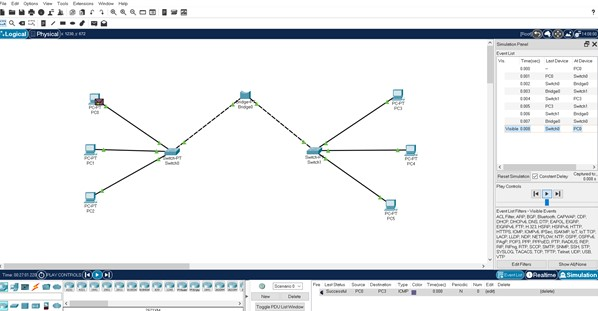 File Edit Options View Tools Extensions Window Help
Logical Physical x: 1036, y: 672
[Root] 14:08:00
PC-PT
PC0
PC-PT
PC1
PC-PT
PC2
Switch-PT
Switch0
Bridge0
Switch1
PC-PT
PC3
PC-PT
PC4
PC-PT
PC5
Simulation Panel
Event List
Vis. Time(sec) Last Device At Device
0.000 -- PC0
0.001 PC0 Switch0
0.002 Switch0 Bridge0
0.003 Bridge0 Switch1
0.004 Switch1 PC3
0.005 PC3 Switch1
0.006 Switch1 Bridge0
0.007 Bridge0 Switch0
Visible 0.008 Switch0 PC0
Reset Simulation Constant Delay Captured to:
0.008 s
Play Controls
Event List Filters - Visible Events
ACL Filter, ARP, BGP, Bluetooth, CAPWAP, CDP,
DHCP, DHCPv6, DNS, DTP, EAPOL, EIGRP,
EIGRPv6, FTP, H.323, HSRP, HSRPv6, HTTP,
HTTPS, ICMP, ICMPv6, IPSec, ISAKMP, IoT, IoT TCP,
LACP, LLDP, NDP, NETFLOW, NTP, OSPF, OSPFv6,
PAgP, POP3, PPP, PPPoED, PTP, RADIUS, REP,
RIP, RIPng, RTP, SCCP, SMTP, SNMP, SSH, STP,
SYSLOG, TACACS, TCP, TFTP, Telnet, UDP, USB,
VTP
Edit Filters Show All/None
Time: 00:27:01.228 PLAY CONTROLS:
Event List Realtime Simulation
Scenario 0
New Delete
Toggle PDU List Window
Fire Last Status Source Destination Type Color Time(sec) Periodic Num Edit Delete
Successful PC0 PC3 ICMP 0.000 N 0 (edit) (delete)